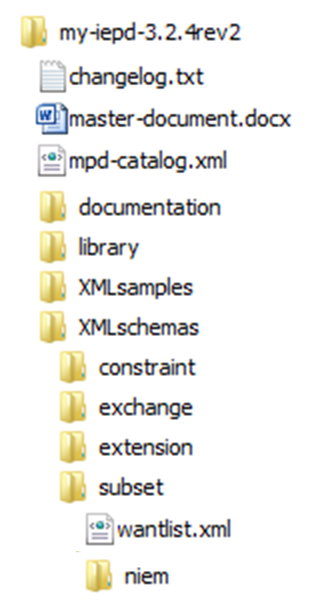 my-iepd-3.2.4rev2
changelog.txt
master-document.docx
mpd-catalog.xml
documentation
library
XMLsamples
XMLschemas
constraint
exchange
extension
subset
wantlist.xml
niem